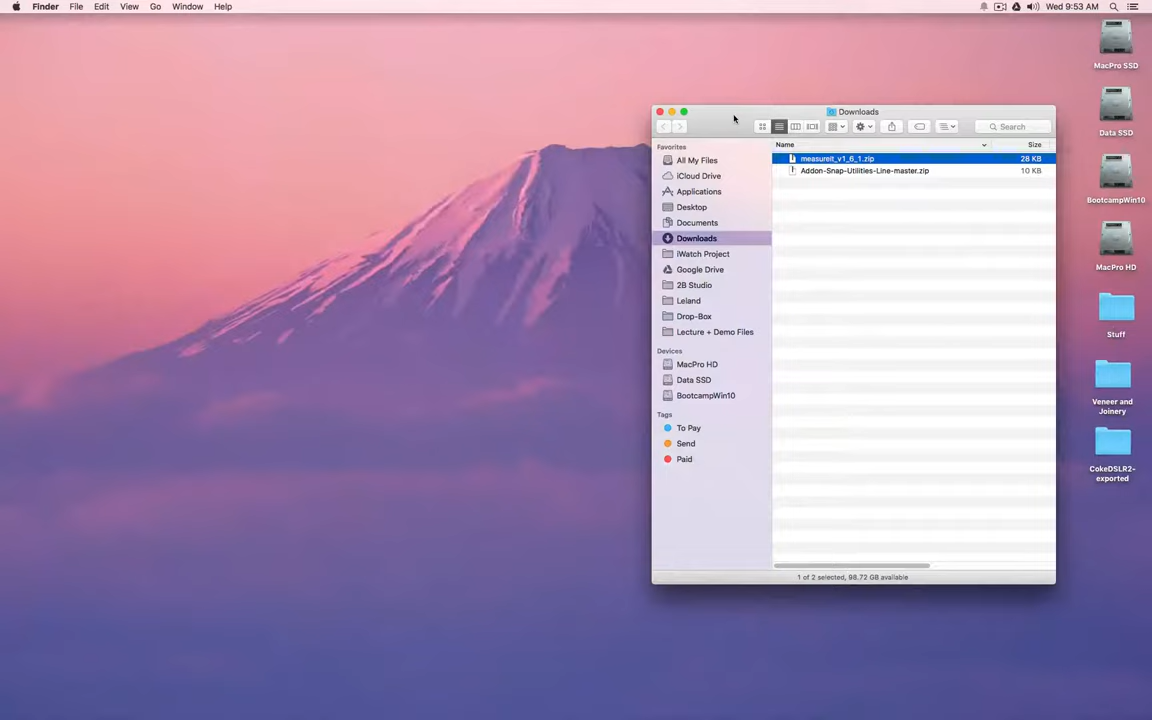 Finder File Edit View Go Window Help
Wed 9:53 AM
Downloads
Search
Favorites
All My Files
iCloud Drive
Applications
Desktop
Documents
Downloads
iWatch Project
Google Drive
2B Studio
Leland
Drop-Box
Lecture + Demo Files
Devices
MacPro HD
Data SSD
BootcampWin10
Tags
To Pay
Send
Paid
Name Size
measureit_v1_6_1.zip 28 KB
Addon-Snap-Utilities-Line-master.zip 10 KB
1 of 2 selected, 98.72 GB available
MacPro SSD
Data SSD
BootcampWin10
MacPro HD
Stuff
Veneer and
Joinery
CokeDSLR2-
exported